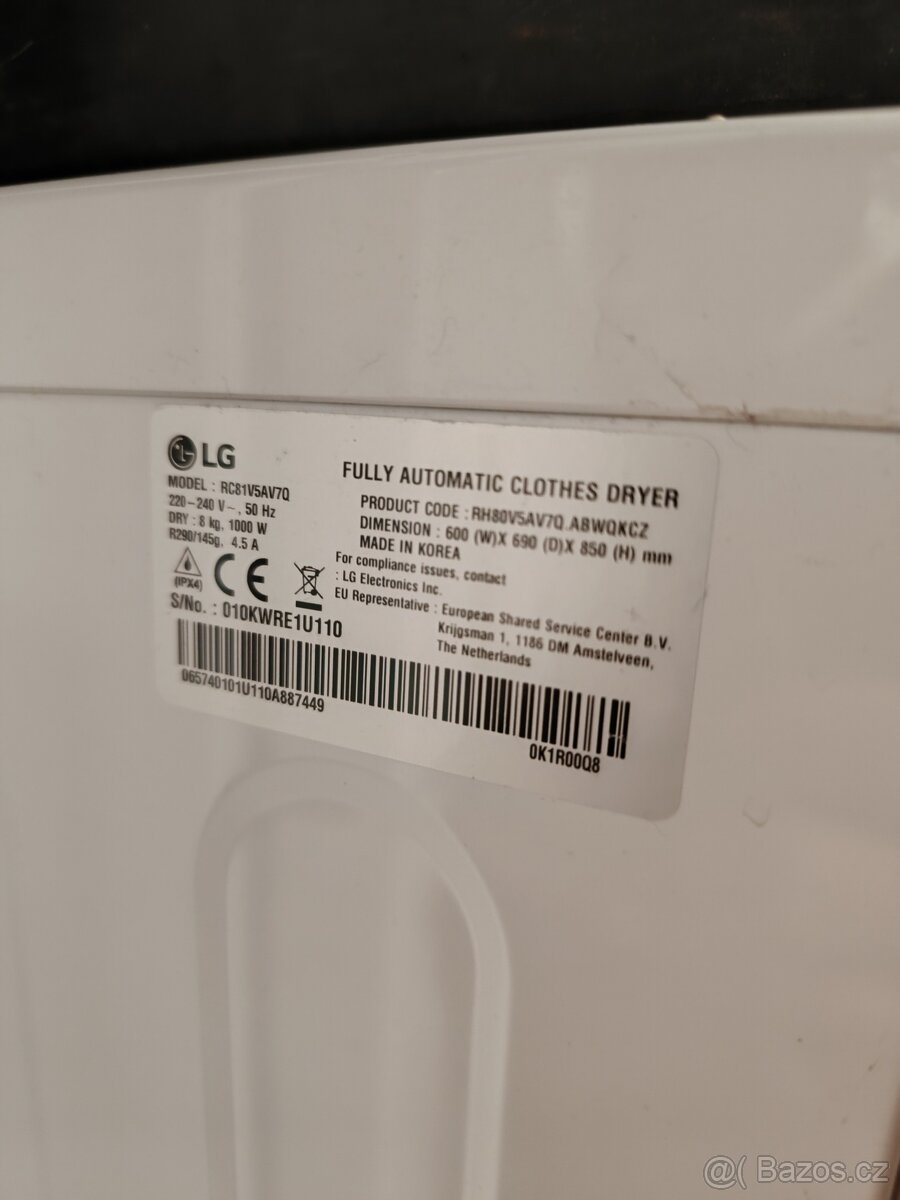 LG
FULLY AUTOMATIC CLOTHES DRYER
MODEL : RC81V5AV7Q
220-240 V~, 50 Hz
DRY : 8 kg, 1000 W
R290/145g, 4.5 A
PRODUCT CODE : RH80V5AV7Q.ABWQKCZ
DIMENSION : 600 (W)X 690 (D)X 850 (H) mm
MADE IN KOREA
For compliance issues, contact
: LG Electronics Inc.
EU Representative : European Shared Service Center B.V.
Krijgsman 1, 1186 DM Amstelveen,
The Netherlands
(IPX4)
CE
S/No. : 010KWRE1U110
065740101U110A887449
0K1R00Q8
@( Bazos.cz